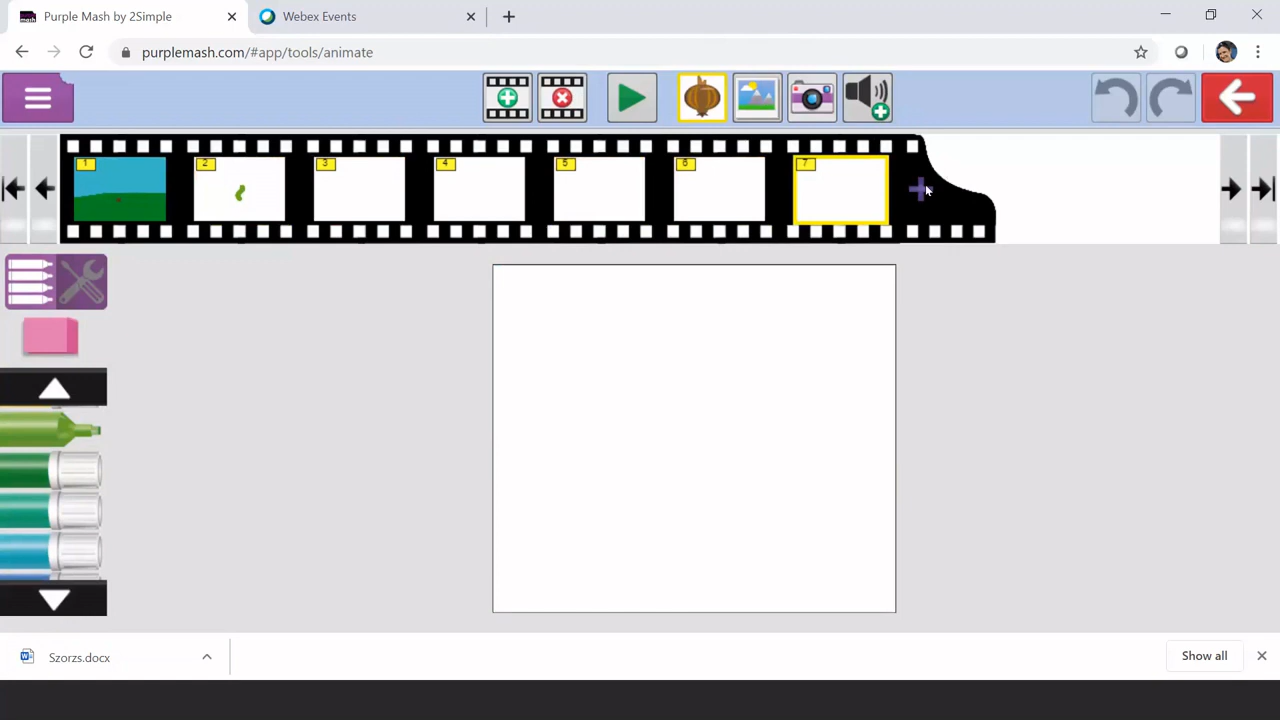 Purple Mash by 2Simple
Webex Events
purplemash.com/#app/tools/animate
1
2
3
4
5
6
7
Szorzs.docx
Show all